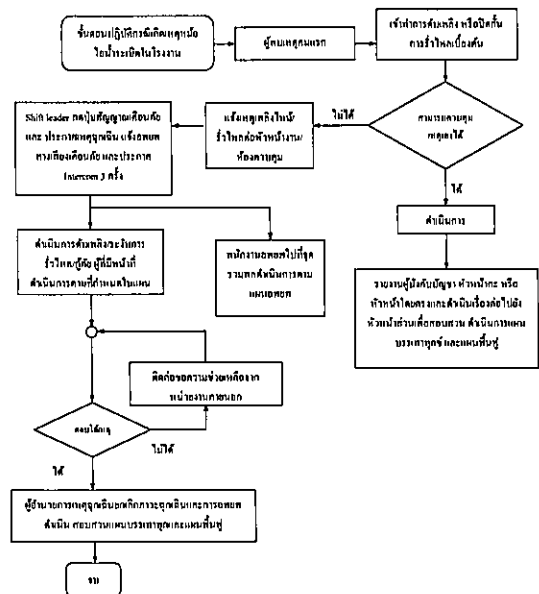 ขั้นตอนปฏิบัติกรณีเกิดเหตุหม้อ
ไอน้ำระเบิดในโรงงาน
ผู้พบเหตุคนแรก
เข้าทำการดับเพลิง หรือปิดกั้น
การรั่วไหลเบื้องต้น
สามารถควบคุม
เหตุเองได้
ไม่ได้
แจ้งเหตุเพลิงไหม้/
รั่วไหลต่อหัวหน้างาน/
ห้องควบคุม
Shift leader กดปุ่มสัญญาณเตือนภัย
และ ประกาศเหตุฉุกเฉิน แจ้งอพยพ
ทางเสียงเตือนภัย และประกาศ
Intercom 3 ครั้ง
ได้
ดำเนินการ
ดำเนินการดับเพลิง/ระงับการ
รั่วไหล/กู้ภัย ผู้ที่มีหน้าที่
ดำเนินการตามที่กำหนดในแผน
พนักงานอพยพไปที่จุด
รวมพลดำเนินการตาม
แผนอพยพ
รายงานผู้บังคับบัญชา หัวหน้ากะ หรือ
หัวหน้าโดยตรงและดำเนินเรื่องต่อไปยัง
หัวหน้าส่วนเพื่อสอบสวน ดำเนินการแผน
บรรเทาทุกข์ และแผนฟื้นฟู
ติดต่อขอความช่วยเหลือจาก
หน่วยงานภายนอก
ไม่ได้
ได้
ผู้อำนวยการเหตุฉุกเฉินยกเลิกภาวะฉุกเฉินและการอพยพ
ดำเนิน สอบสวนแผนบรรเทาทุกข์และแผนฟื้นฟู
จบ